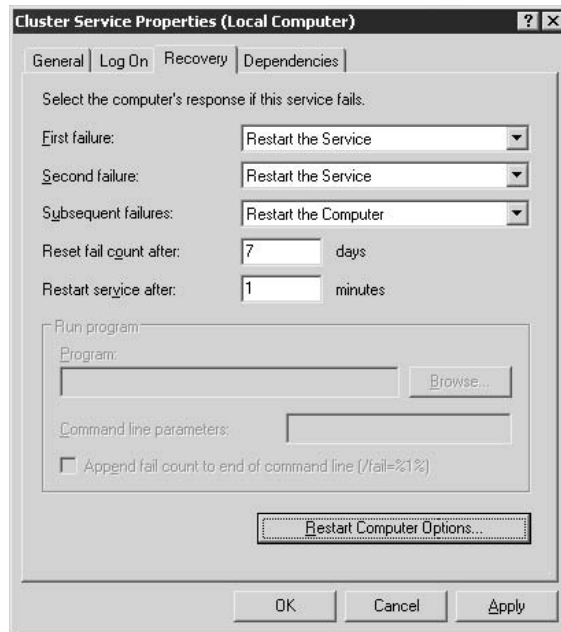 Cluster Service Properties (Local Computer)
General Log On Recovery Dependencies
Select the computer's response if this service fails.
First failure: Restart the Service
Second failure: Restart the Service
Subsequent failures: Restart the Computer
Reset fail count after: 7 days
Restart service after: 1 minutes
Run program
Program:
Browse...
Command line parameters:
Append fail count to end of command line (/fail=%1%)
Restart Computer Options...
OK Cancel Apply